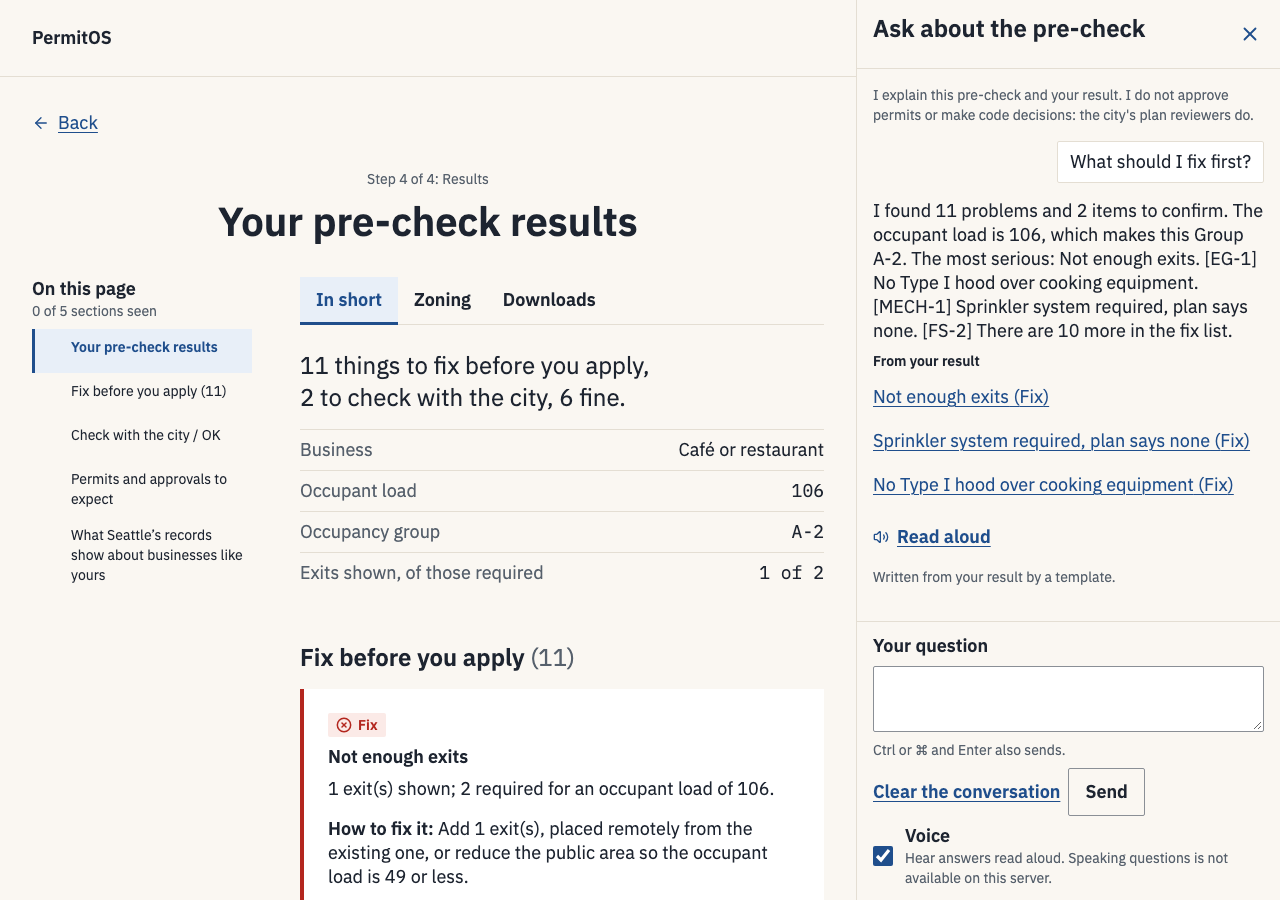 PermitOS
Back
Step 4 of 4: Results
Your pre-check results
On this page
0 of 5 sections seen
Your pre-check results
Fix before you apply (11)
Check with the city / OK
Permits and approvals to
expect
What Seattle’s records
show about businesses like
yours
In short
Zoning
Downloads
11 things to fix before you apply,
2 to check with the city, 6 fine.
Business Café or restaurant
Occupant load 106
Occupancy group A-2
Exits shown, of those required 1 of 2
Fix before you apply (11)
Fix
Not enough exits
1 exit(s) shown; 2 required for an occupant load of 106.
How to fix it: Add 1 exit(s), placed remotely from the
existing one, or reduce the public area so the occupant
load is 49 or less.
Ask about the pre-check
I explain this pre-check and your result. I do not approve
permits or make code decisions: the city's plan reviewers do.
What should I fix first?
I found 11 problems and 2 items to confirm. The
occupant load is 106, which makes this Group
A-2. The most serious: Not enough exits. [EG-1]
No Type I hood over cooking equipment.
[MECH-1] Sprinkler system required, plan says
none. [FS-2] There are 10 more in the fix list.
From your result
Not enough exits (Fix)
Sprinkler system required, plan says none (Fix)
No Type I hood over cooking equipment (Fix)
Read aloud
Written from your result by a template.
Your question
Ctrl or ⌘ and Enter also sends.
Clear the conversation
Send
Voice
Hear answers read aloud. Speaking questions is not
available on this server.